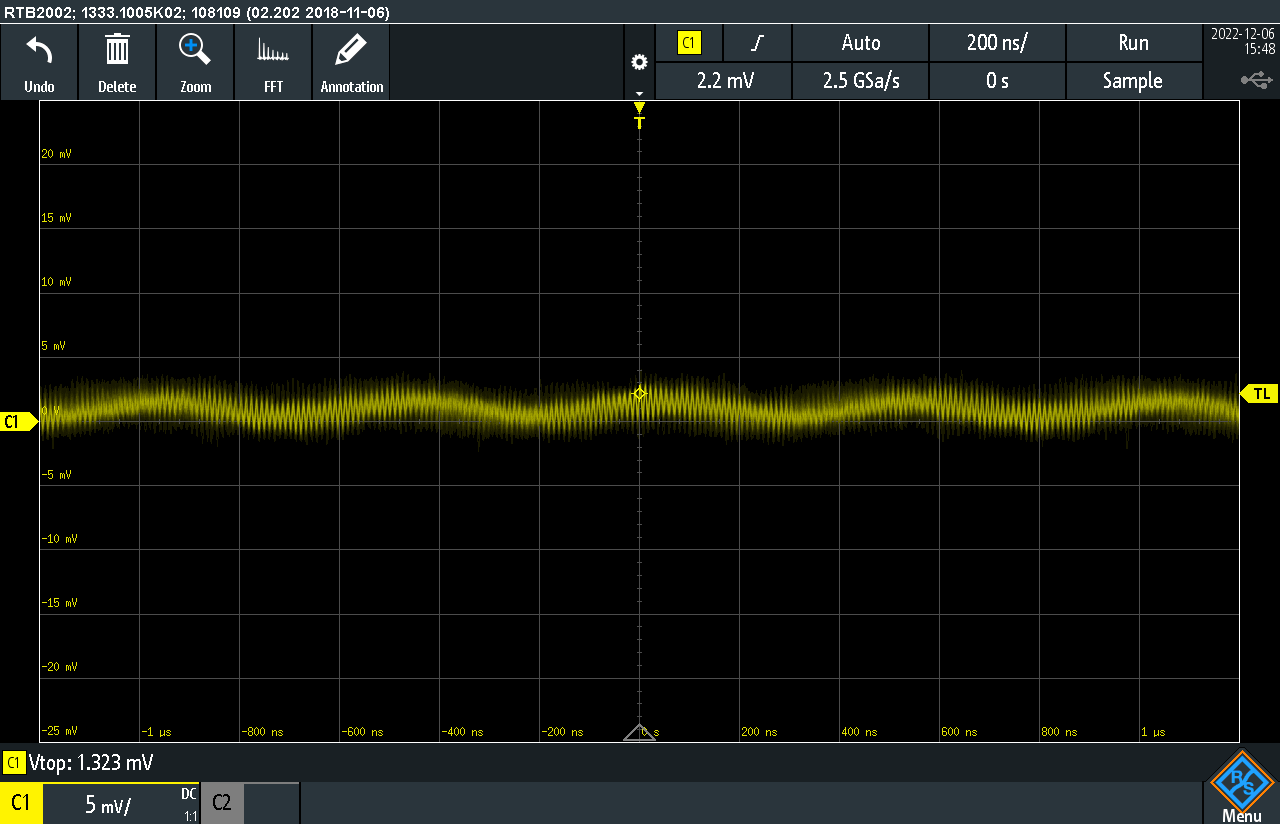 RTB2002; 1333.1005K02; 108109 (02.202 2018-11-06)
Undo
Delete
Zoom
FFT
Annotation
C1
Auto
200 ns/
Run
2022-12-06
15:48
2.2 mV
2.5 GSa/s
0 s
Sample
T
20 mV
15 mV
10 mV
5 mV
0 V
C1
TL
-5 mV
-10 mV
-15 mV
-20 mV
-25 mV
-1 µs
-800 ns
-600 ns
-400 ns
-200 ns
0 s
200 ns
400 ns
600 ns
800 ns
1 µs
C1 Vtop: 1.323 mV
C1
5 mV/
DC
1:1
C2
R S
Menu